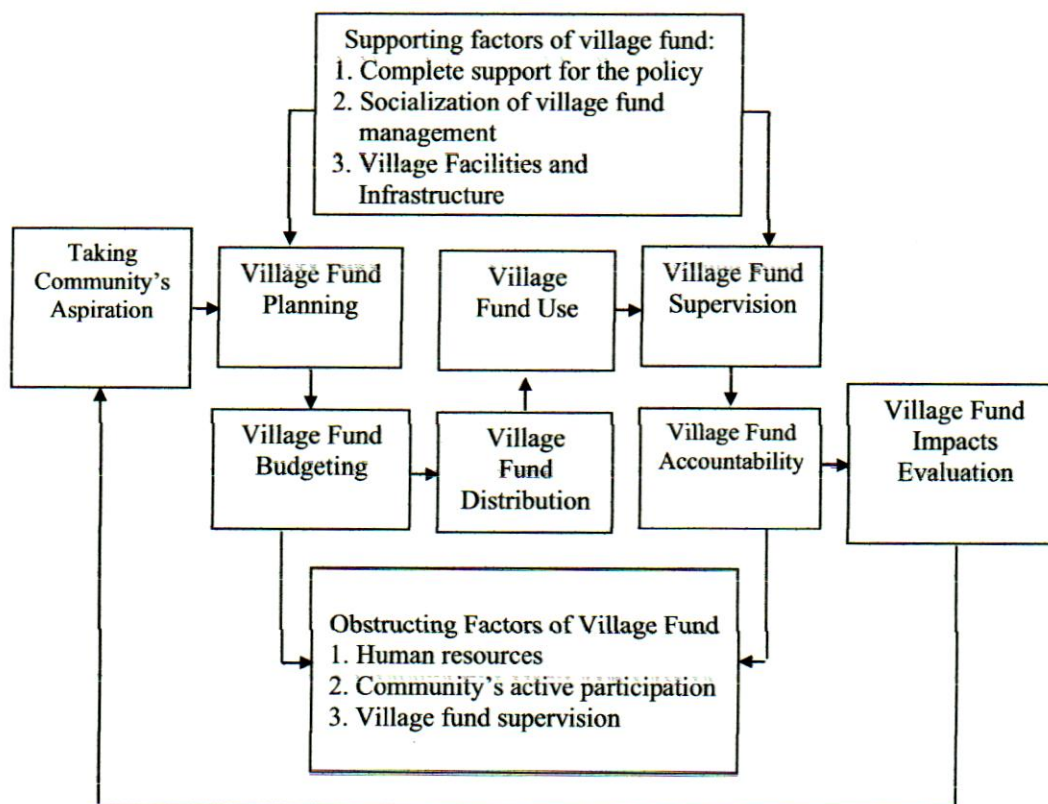 Supporting factors of village fund:
1. Complete support for the policy
2. Socialization of village fund
management
3. Village Facilities and
Infrastructure
Taking
Community's
Aspiration
Village Fund
Planning
Village
Fund Use
Village Fund
Supervision
Village Fund
Budgeting
Village
Fund
Distribution
Village Fund
Accountability
Village Fund
Impacts
Evaluation
Obstructing Factors of Village Fund
1. Human resources
2. Community's active participation
3. Village fund supervision